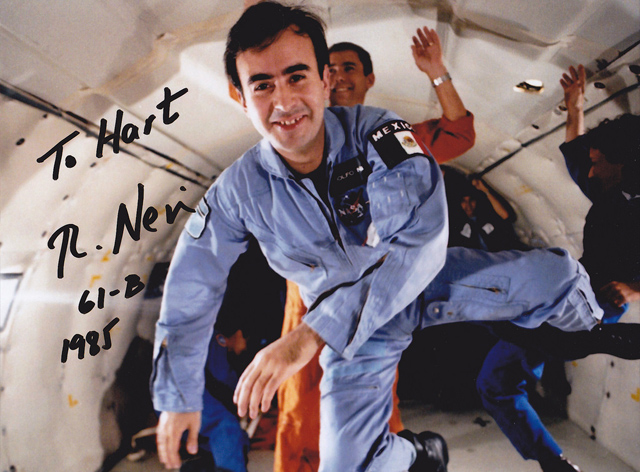 To Hart
R. Neri
61-B
1985
MEXICO
NASA